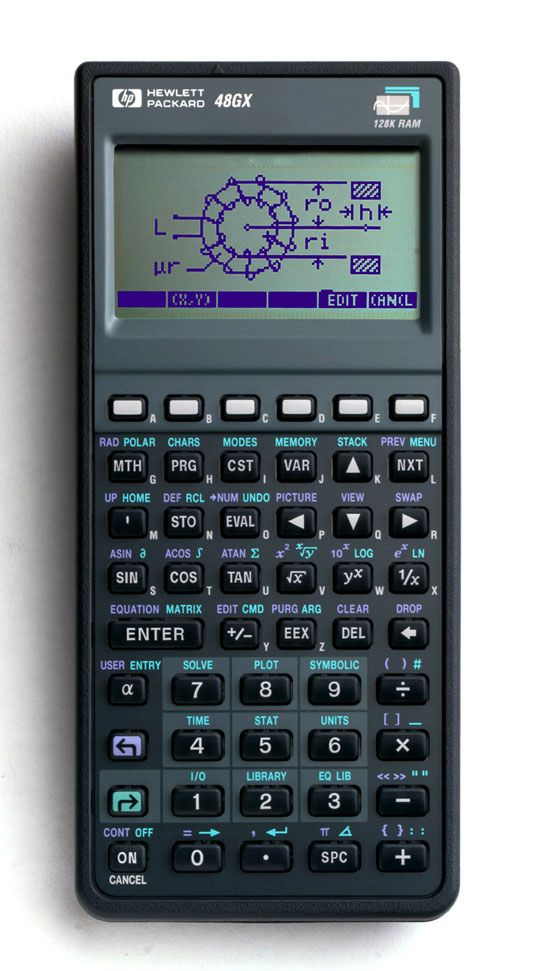 hp HEWLETT PACKARD 48GX
128K RAM
ro
h
L
ri
µr
(X,Y) EDIT CANCL
A B C D E F
RAD POLAR CHARS MODES MEMORY STACK PREV MENU
MTH G PRG H CST I VAR J ▲ K NXT L
UP HOME DEF RCL →NUM UNDO PICTURE VIEW SWAP
' M STO N EVAL O ◀ P ▼ Q ▶ R
ASIN ∂ ACOS ∫ ATAN Σ x² ˣ√y 10ˣ LOG eˣ LN
SIN S COS T TAN U √x V yˣ W 1/x X
EQUATION MATRIX EDIT CMD PURG ARG CLEAR DROP
ENTER +/− Y EEX Z DEL ←
USER ENTRY SOLVE PLOT SYMBOLIC ( ) #
α 7 8 9 ÷
TIME STAT UNITS [ ] _
4 5 6 ×
I/O LIBRARY EQ LIB << >> " "
1 2 3 −
CONT OFF = → , ↵ π ∡ { } : :
ON 0 . SPC +
CANCEL